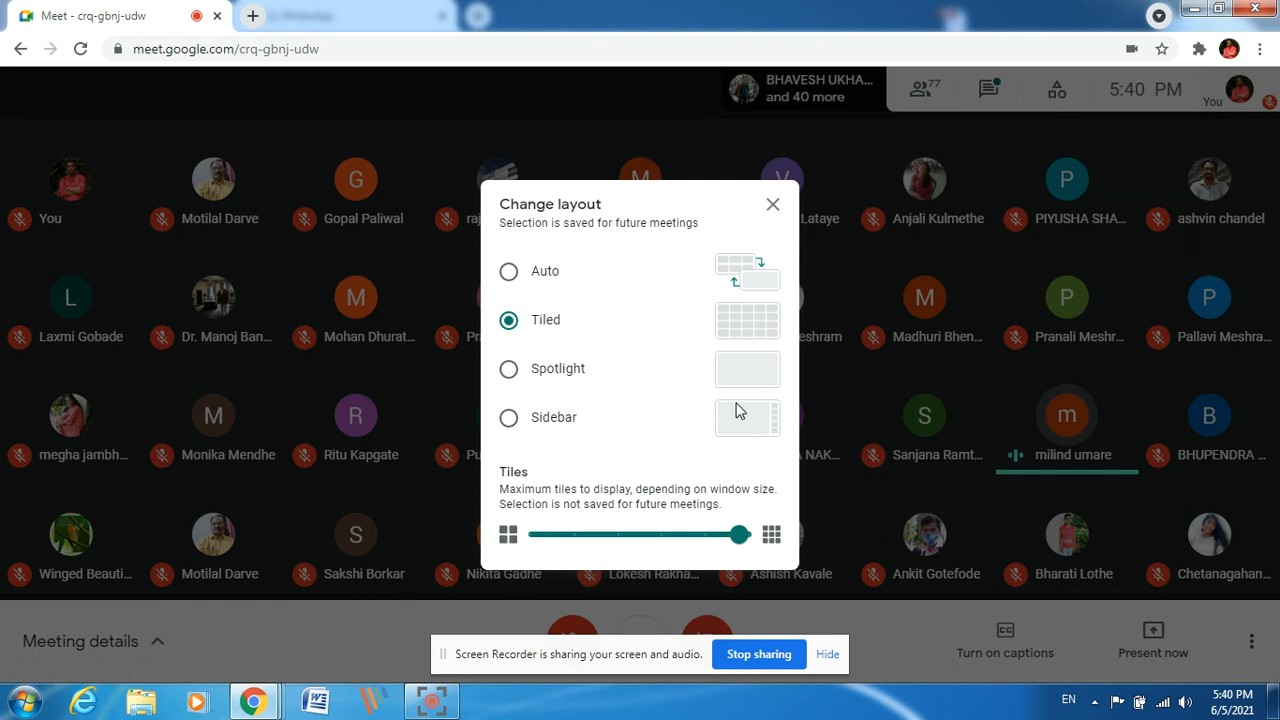 Meet - crq-gbnj-udw
WhatsApp
meet.google.com/crq-gbnj-udw
BHAVESH UKHA...
and 40 more
77
5:40 PM
You
G
M
V
P
You
Motilal Darve
Gopal Paliwal
Lataye
Anjali Kulmethe
PIYUSHA SHA...
ashvin chandel
L
M
M
P
P
Laxmi Gobade
Dr. Manoj Ban...
Mohan Dhurat...
Meshram
Madhuri Bhen...
Pranali Meshr...
Pallavi Meshra...
M
R
S
m
B
megha jambh...
Monika Mendhe
Ritu Kapgate
NAK...
Sanjana Ramt...
milind umare
BHUPENDRA ...
S
Winged Beauti...
Motilal Darve
Sakshi Borkar
Nikita Gadhe
Lokesh Rakha...
Ashish Kavale
Ankit Gotefode
Bharati Lothe
Chetanagahan...
Change layout
Selection is saved for future meetings
Auto
Tiled
Spotlight
Sidebar
Tiles
Maximum tiles to display, depending on window size.
Selection is not saved for future meetings.
Meeting details
Screen Recorder is sharing your screen and audio.
Stop sharing
Hide
CC
Turn on captions
Present now
EN
5:40 PM
6/5/2021